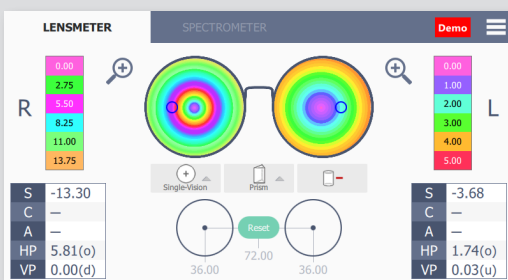 LENSMETER
SPECTROMETER
Demo
R
0.00
2.75
5.50
8.25
11.00
13.75
0.00
1.00
2.00
3.00
4.00
5.00
L
Single-Vision
Prism
S -13.30
C —
A —
HP 5.81(o)
VP 0.00(d)
Reset
72.00
36.00
36.00
S -3.68
C —
A —
HP 1.74(o)
VP 0.03(u)